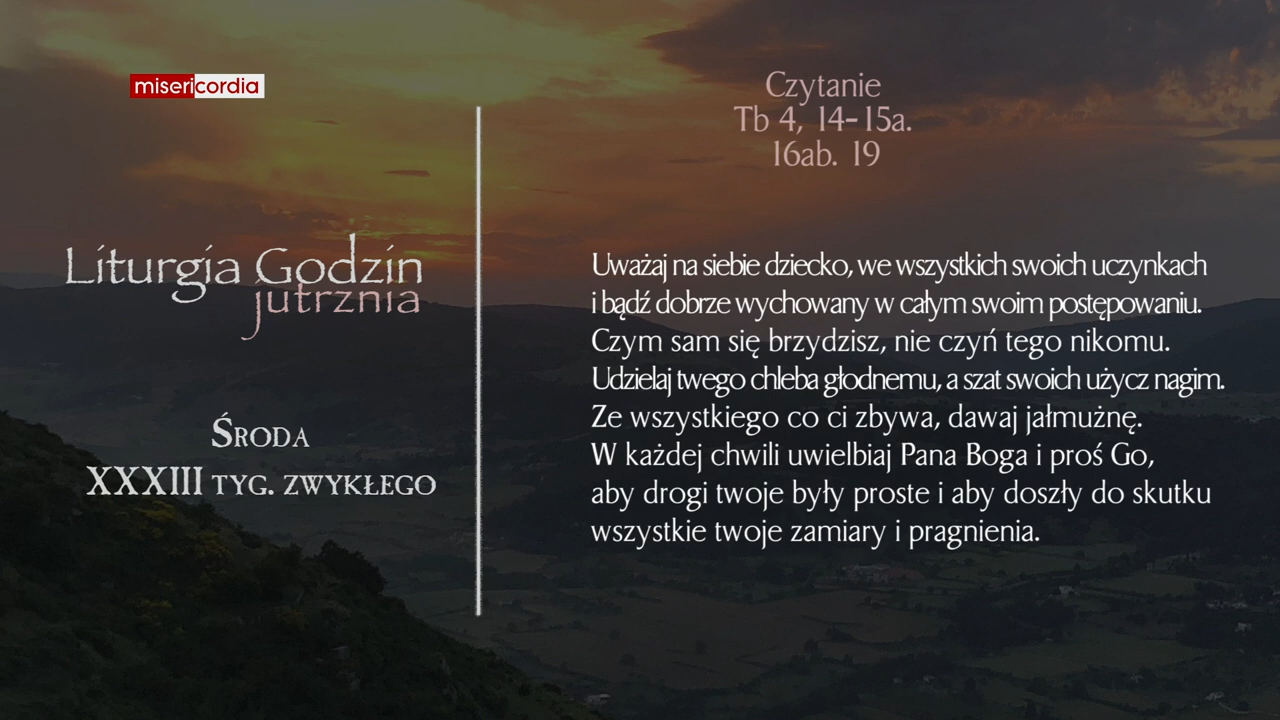 misericordia
Liturgia Godzin
jutrznia
Środa
XXXIII tyg. zwykłego
Czytanie
Tb 4, 14-15a.
16ab. 19
Uważaj na siebie dziecko, we wszystkich swoich uczynkach
i bądź dobrze wychowany w całym swoim postępowaniu.
Czym sam się brzydzisz, nie czyń tego nikomu.
Udzielaj twego chleba głodnemu, a szat swoich użycz nagim.
Ze wszystkiego co ci zbywa, dawaj jałmużnę.
W każdej chwili uwielbiaj Pana Boga i proś Go,
aby drogi twoje były proste i aby doszły do skutku
wszystkie twoje zamiary i pragnienia.